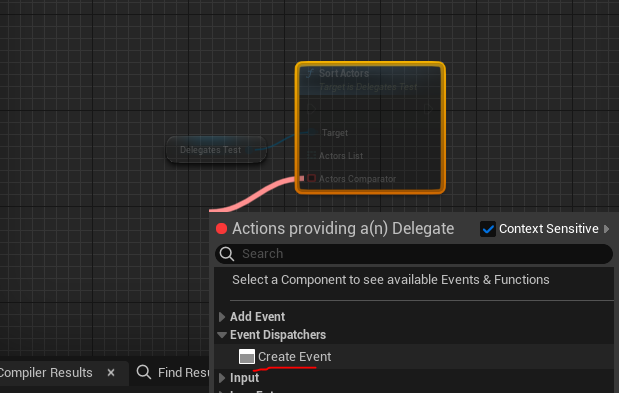 Sort Actors
Target is Delegates Test
Delegates Test
Target
Actors List
Actors Comparator
Actions providing a(n) Delegate
Context Sensitive
Search
Select a Component to see available Events & Functions
Add Event
Event Dispatchers
Create Event
Input
Compiler Results
Find